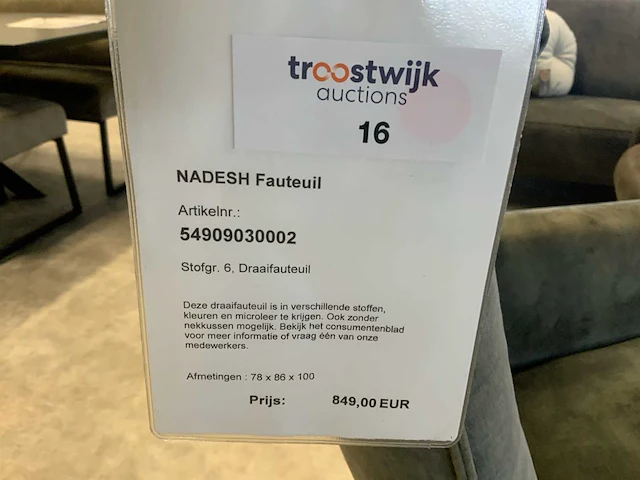 troostwijk
auctions
16
NADESH Fauteuil
Artikelnr.:
54909030002
Stofgr. 6, Draaifauteuil
Deze draaifauteuil is in verschillende stoffen,
kleuren en microleer te krijgen. Ook zonder
nekkussen mogelijk. Bekijk het consumentenblad
voor meer informatie of vraag één van onze
medewerkers.
Afmetingen : 78 x 86 x 100
Prijs: 849,00 EUR